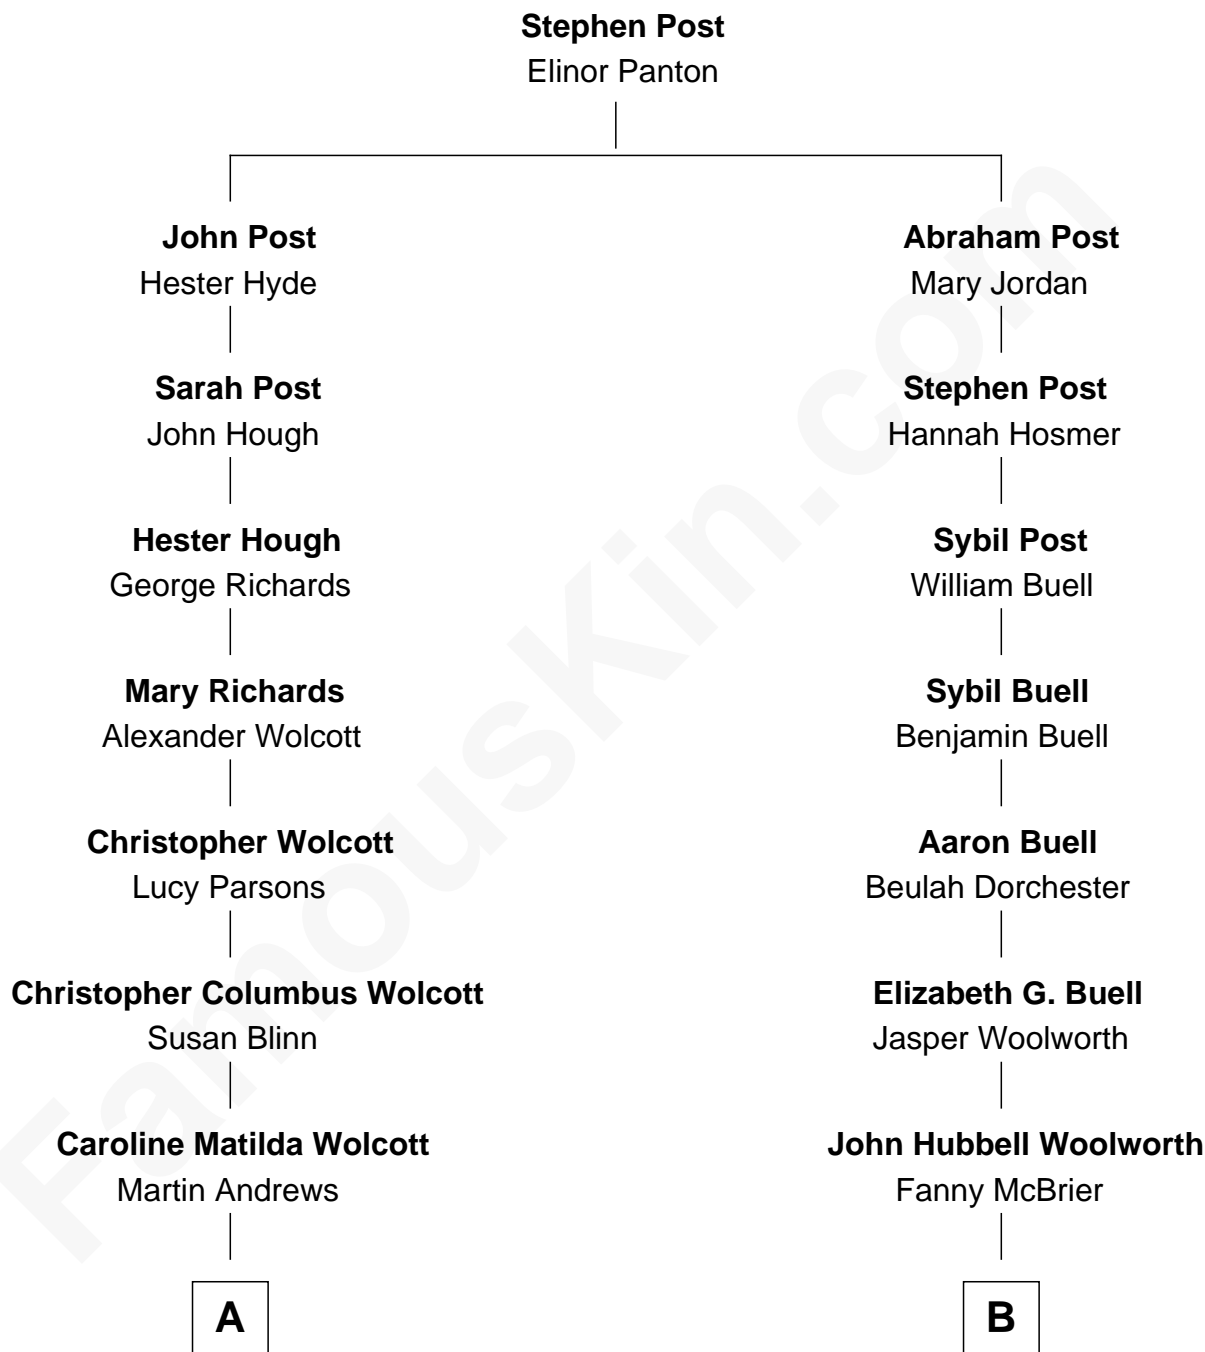 Stephen Post
Elinor Panton
John Post
Hester Hyde
Abraham Post
Mary Jordan
Sarah Post
John Hough
Stephen Post
Hannah Hosmer
Hester Hough
George Richards
Sybil Post
William Buell
Mary Richards
Alexander Wolcott
Sybil Buell
Benjamin Buell
Christopher Wolcott
Lucy Parsons
Aaron Buell
Beulah Dorchester
Christopher Columbus Wolcott
Susan Blinn
Elizabeth G. Buell
Jasper Woolworth
Caroline Matilda Wolcott
Martin Andrews
John Hubbell Woolworth
Fanny McBrier
A
B
FamousKin.com